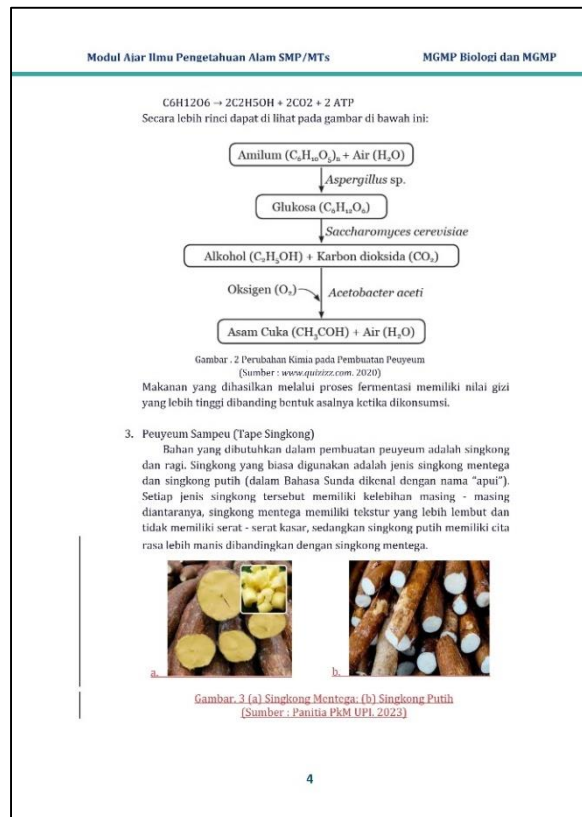 Modul Ajar Ilmu Pengetahuan Alam SMP/MTs MGMP Biologi dan MGMP
C6H12O6 → 2C2H5OH + 2CO2 + 2 ATP
Secara lebih rinci dapat di lihat pada gambar di bawah ini:
Amilum (C₆H₁₀O₅)ₙ + Air (H₂O)
Aspergillus sp.
Glukosa (C₆H₁₂O₆)
Saccharomyces cerevisiae
Alkohol (C₂H₅OH) + Karbon dioksida (CO₂)
Oksigen (O₂) Acetobacter aceti
Asam Cuka (CH₃COH) + Air (H₂O)
Gambar . 2 Perubahan Kimia pada Pembuatan Peuyeum
(Sumber : www.quizizz.com. 2020)
Makanan yang dihasilkan melalui proses fermentasi memiliki nilai gizi
yang lebih tinggi dibanding bentuk asalnya ketika dikonsumsi.
3. Peuyeum Sampeu (Tape Singkong)
Bahan yang dibutuhkan dalam pembuatan peuyeum adalah singkong
dan ragi. Singkong yang biasa digunakan adalah jenis singkong mentega
dan singkong putih (dalam Bahasa Sunda dikenal dengan nama "apui").
Setiap jenis singkong tersebut memiliki kelebihan masing - masing
diantaranya, singkong mentega memiliki tekstur yang lebih lembut dan
tidak memiliki serat - serat kasar, sedangkan singkong putih memiliki cita
rasa lebih manis dibandingkan dengan singkong mentega.
a. b.
Gambar. 3 (a) Singkong Mentega; (b) Singkong Putih
(Sumber : Panitia PkM UPI. 2023)
4